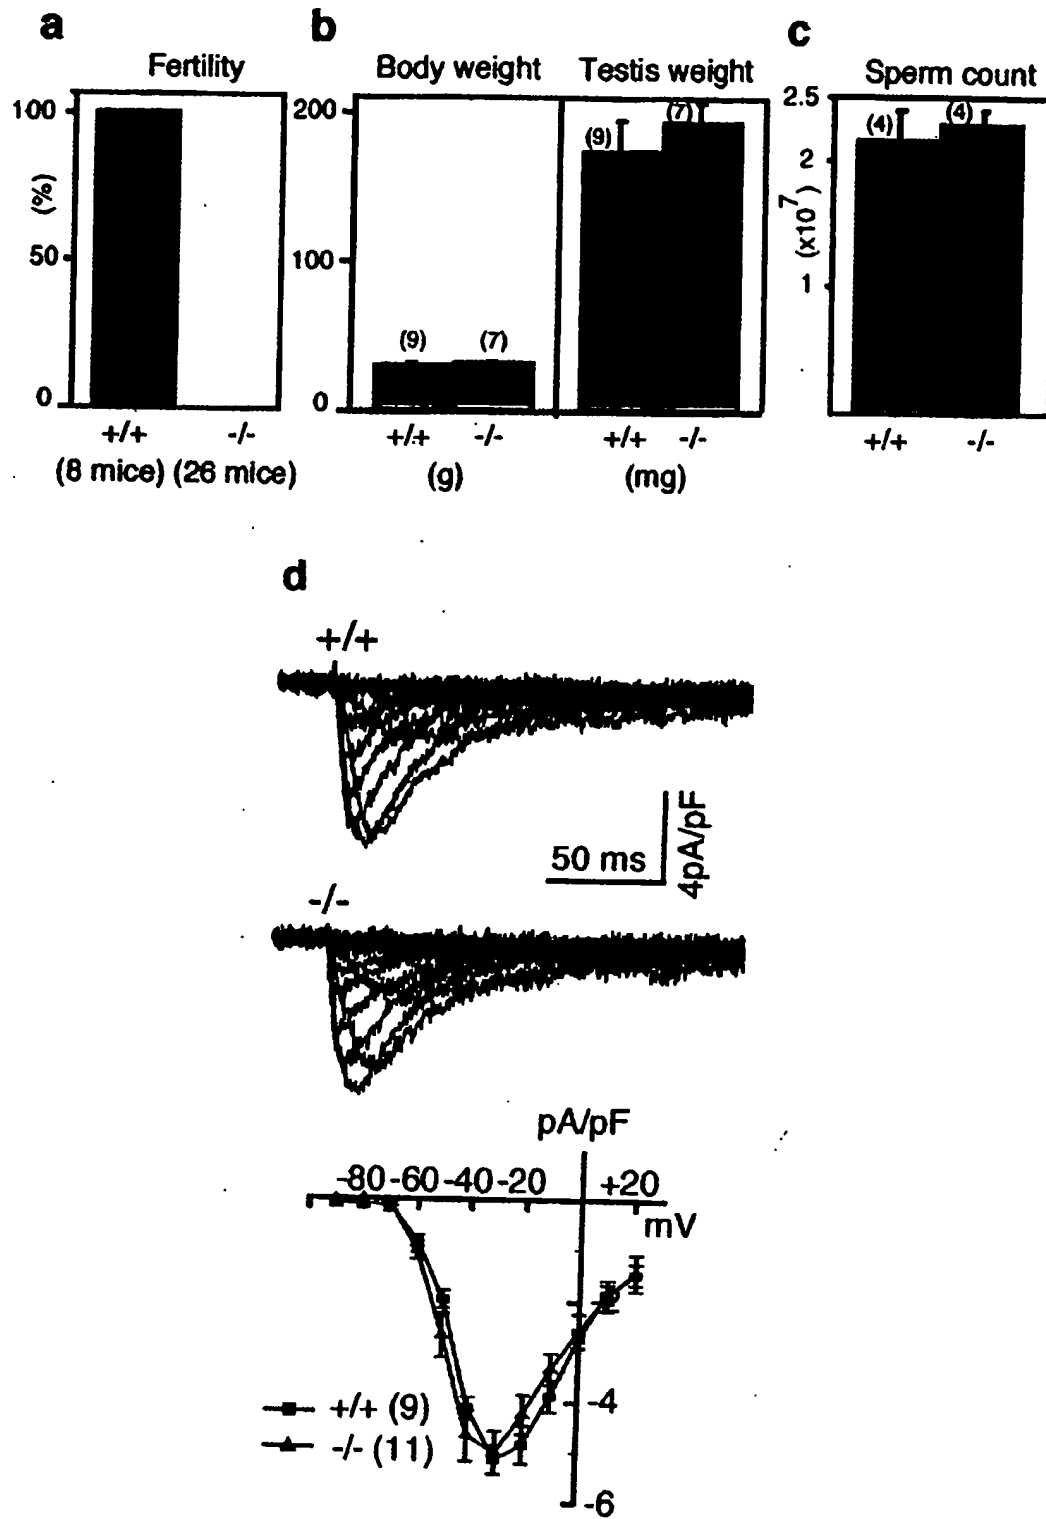 a
b
c
Fertility
Body weight
Testis weight
Sperm count
100
50
0
(%)
+/+
-/-
(8 mice) (26 mice)
200
100
0
(9)
(7)
+/+
-/-
(g)
(9)
(7)
+/+
-/-
(mg)
2.5
2
1
(x10⁷)
(4)
(4)
+/+
-/-
d
+/+
50 ms
4pA/pF
-/-
pA/pF
-80 -60 -40 -20 +20
mV
-4
-6
+/+ (9)
-/- (11)